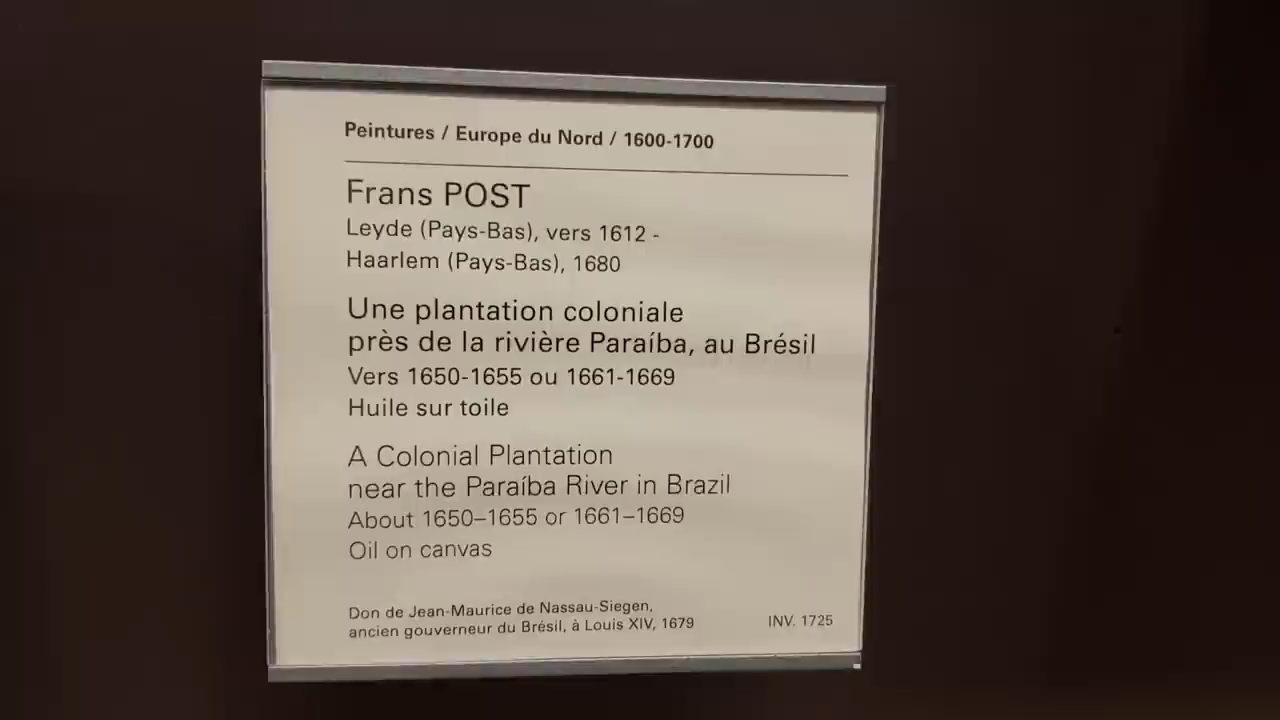 Peintures / Europe du Nord / 1600-1700
Frans POST
Leyde (Pays-Bas), vers 1612 -
Haarlem (Pays-Bas), 1680
Une plantation coloniale
près de la rivière Paraíba, au Brésil
Vers 1650-1655 ou 1661-1669
Huile sur toile
A Colonial Plantation
near the Paraíba River in Brazil
About 1650–1655 or 1661–1669
Oil on canvas
Don de Jean-Maurice de Nassau-Siegen,
ancien gouverneur du Brésil, à Louis XIV, 1679
INV. 1725